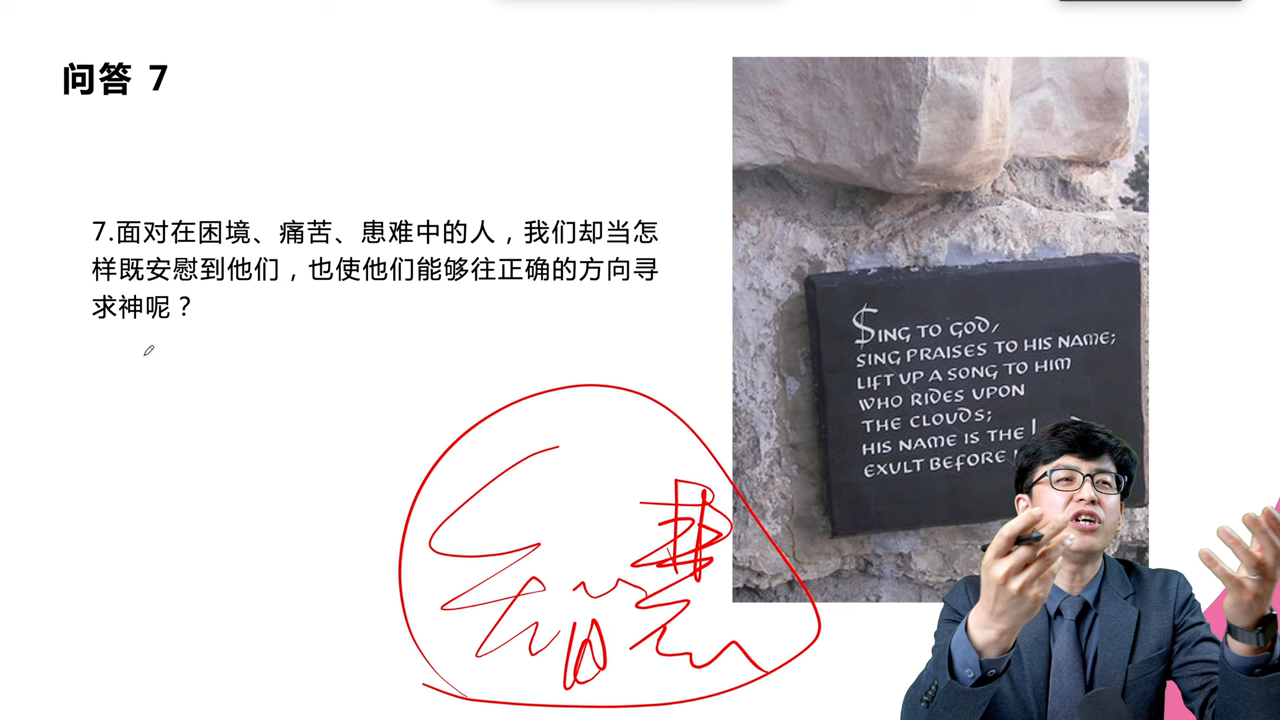 问答 7
7.面对在困境、痛苦、患难中的人，我们却当怎
样既安慰到他们，也使他们能够往正确的方向寻
求神呢？
SING TO GOD,
SING PRAISES TO HIS NAME;
LIFT UP A SONG TO HIM
WHO RIDES UPON
THE CLOUDS;
HIS NAME IS THE
EXULT BEFORE
慧